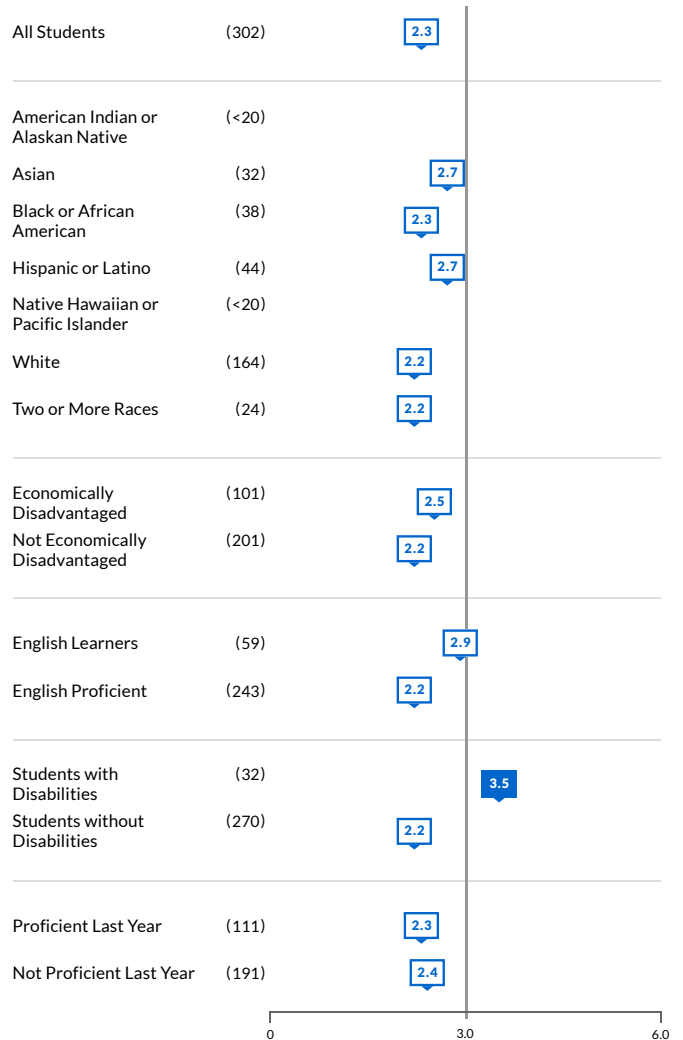 All Students (302) 2.3
American Indian or (<20)
Alaskan Native
Asian (32) 2.7
Black or African (38) 2.3
American
Hispanic or Latino (44) 2.7
Native Hawaiian or (<20)
Pacific Islander
White (164) 2.2
Two or More Races (24) 2.2
Economically (101) 2.5
Disadvantaged
Not Economically (201) 2.2
Disadvantaged
English Learners (59) 2.9
English Proficient (243) 2.2
Students with (32) 3.5
Disabilities
Students without (270) 2.2
Disabilities
Proficient Last Year (111) 2.3
Not Proficient Last Year (191) 2.4
0 3.0 6.0